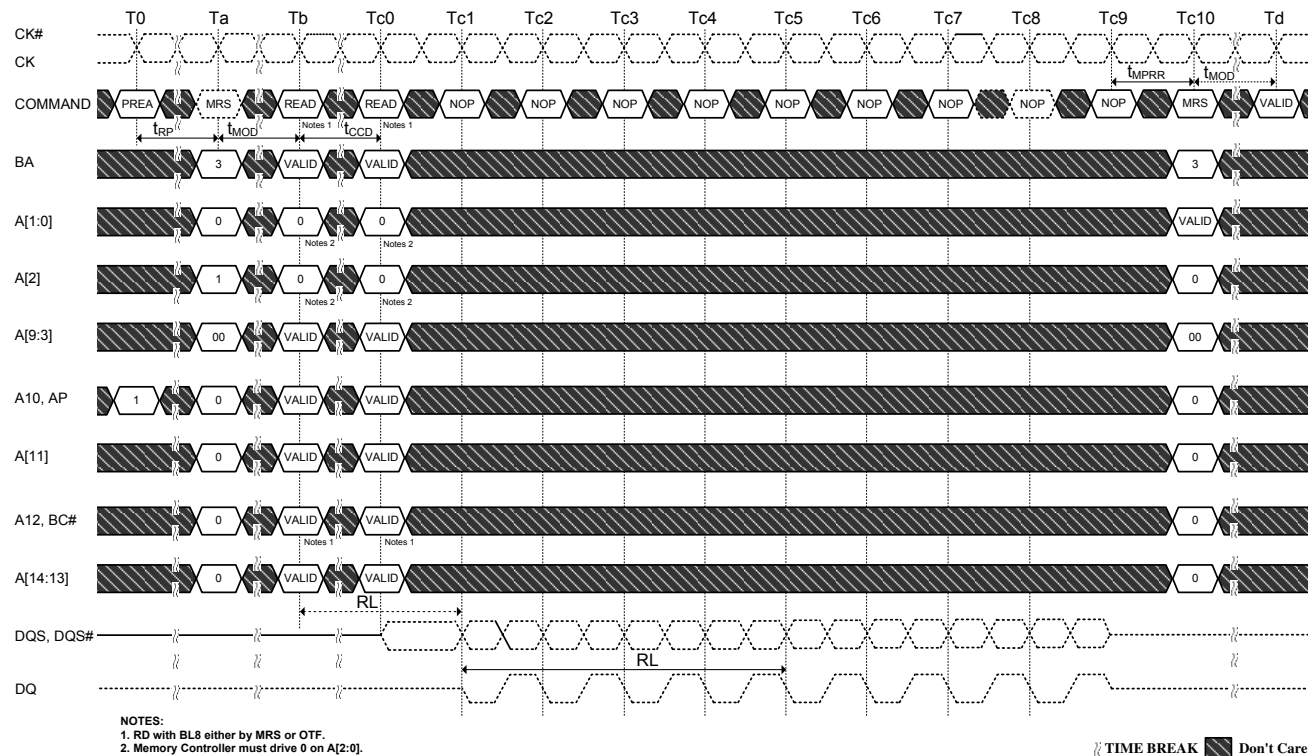 T0 Ta Tb Tc0 Tc1 Tc2 Tc3 Tc4 Tc5 Tc6 Tc7 Tc8 Tc9 Tc10 Td
CK#
CK
tMPRR tMOD
COMMAND PREA MRS READ READ NOP NOP NOP NOP NOP NOP NOP NOP NOP MRS VALID
Notes 1 Notes 1
tRP tMOD tCCD
BA 3 VALID VALID 3
A[1:0] 0 0 0 VALID
Notes 2 Notes 2
A[2] 1 0 0 0
Notes 2 Notes 2
A[9:3] 00 VALID VALID 00
A10, AP 1 0 VALID VALID 0
A[11] 0 VALID VALID 0
A12, BC# 0 VALID VALID 0
Notes 1 Notes 1
A[14:13] 0 VALID VALID 0
RL
DQS, DQS#
RL
DQ
NOTES:
1. RD with BL8 either by MRS or OTF.
2. Memory Controller must drive 0 on A[2:0].
TIME BREAK Don't Care